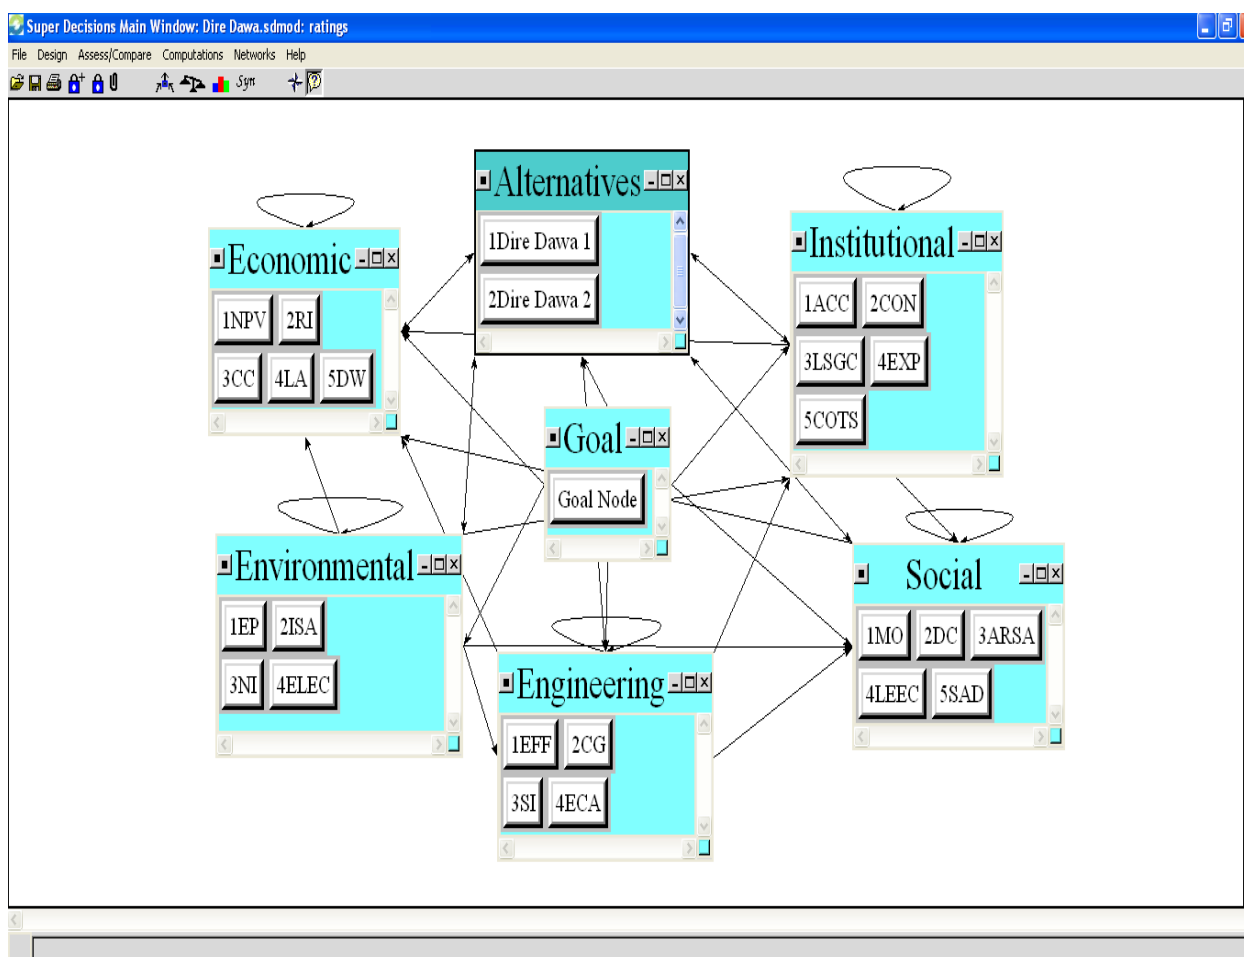 Super Decisions Main Window: Dire Dawa.sdmod: ratings
File Design Assess/Compare Computations Networks Help
Syn
Alternatives
1Dire Dawa 1
2Dire Dawa 2
Economic
1NPV 2RI
3CC 4LA 5DW
Institutional
1ACC 2CON
3LSGC 4EXP
5COTS
Goal
Goal Node
Environmental
1EP 2ISA
3NI 4ELEC
Engineering
1EFF 2CG
3SI 4ECA
Social
1MO 2DC 3ARSA
4LEEC 5SAD